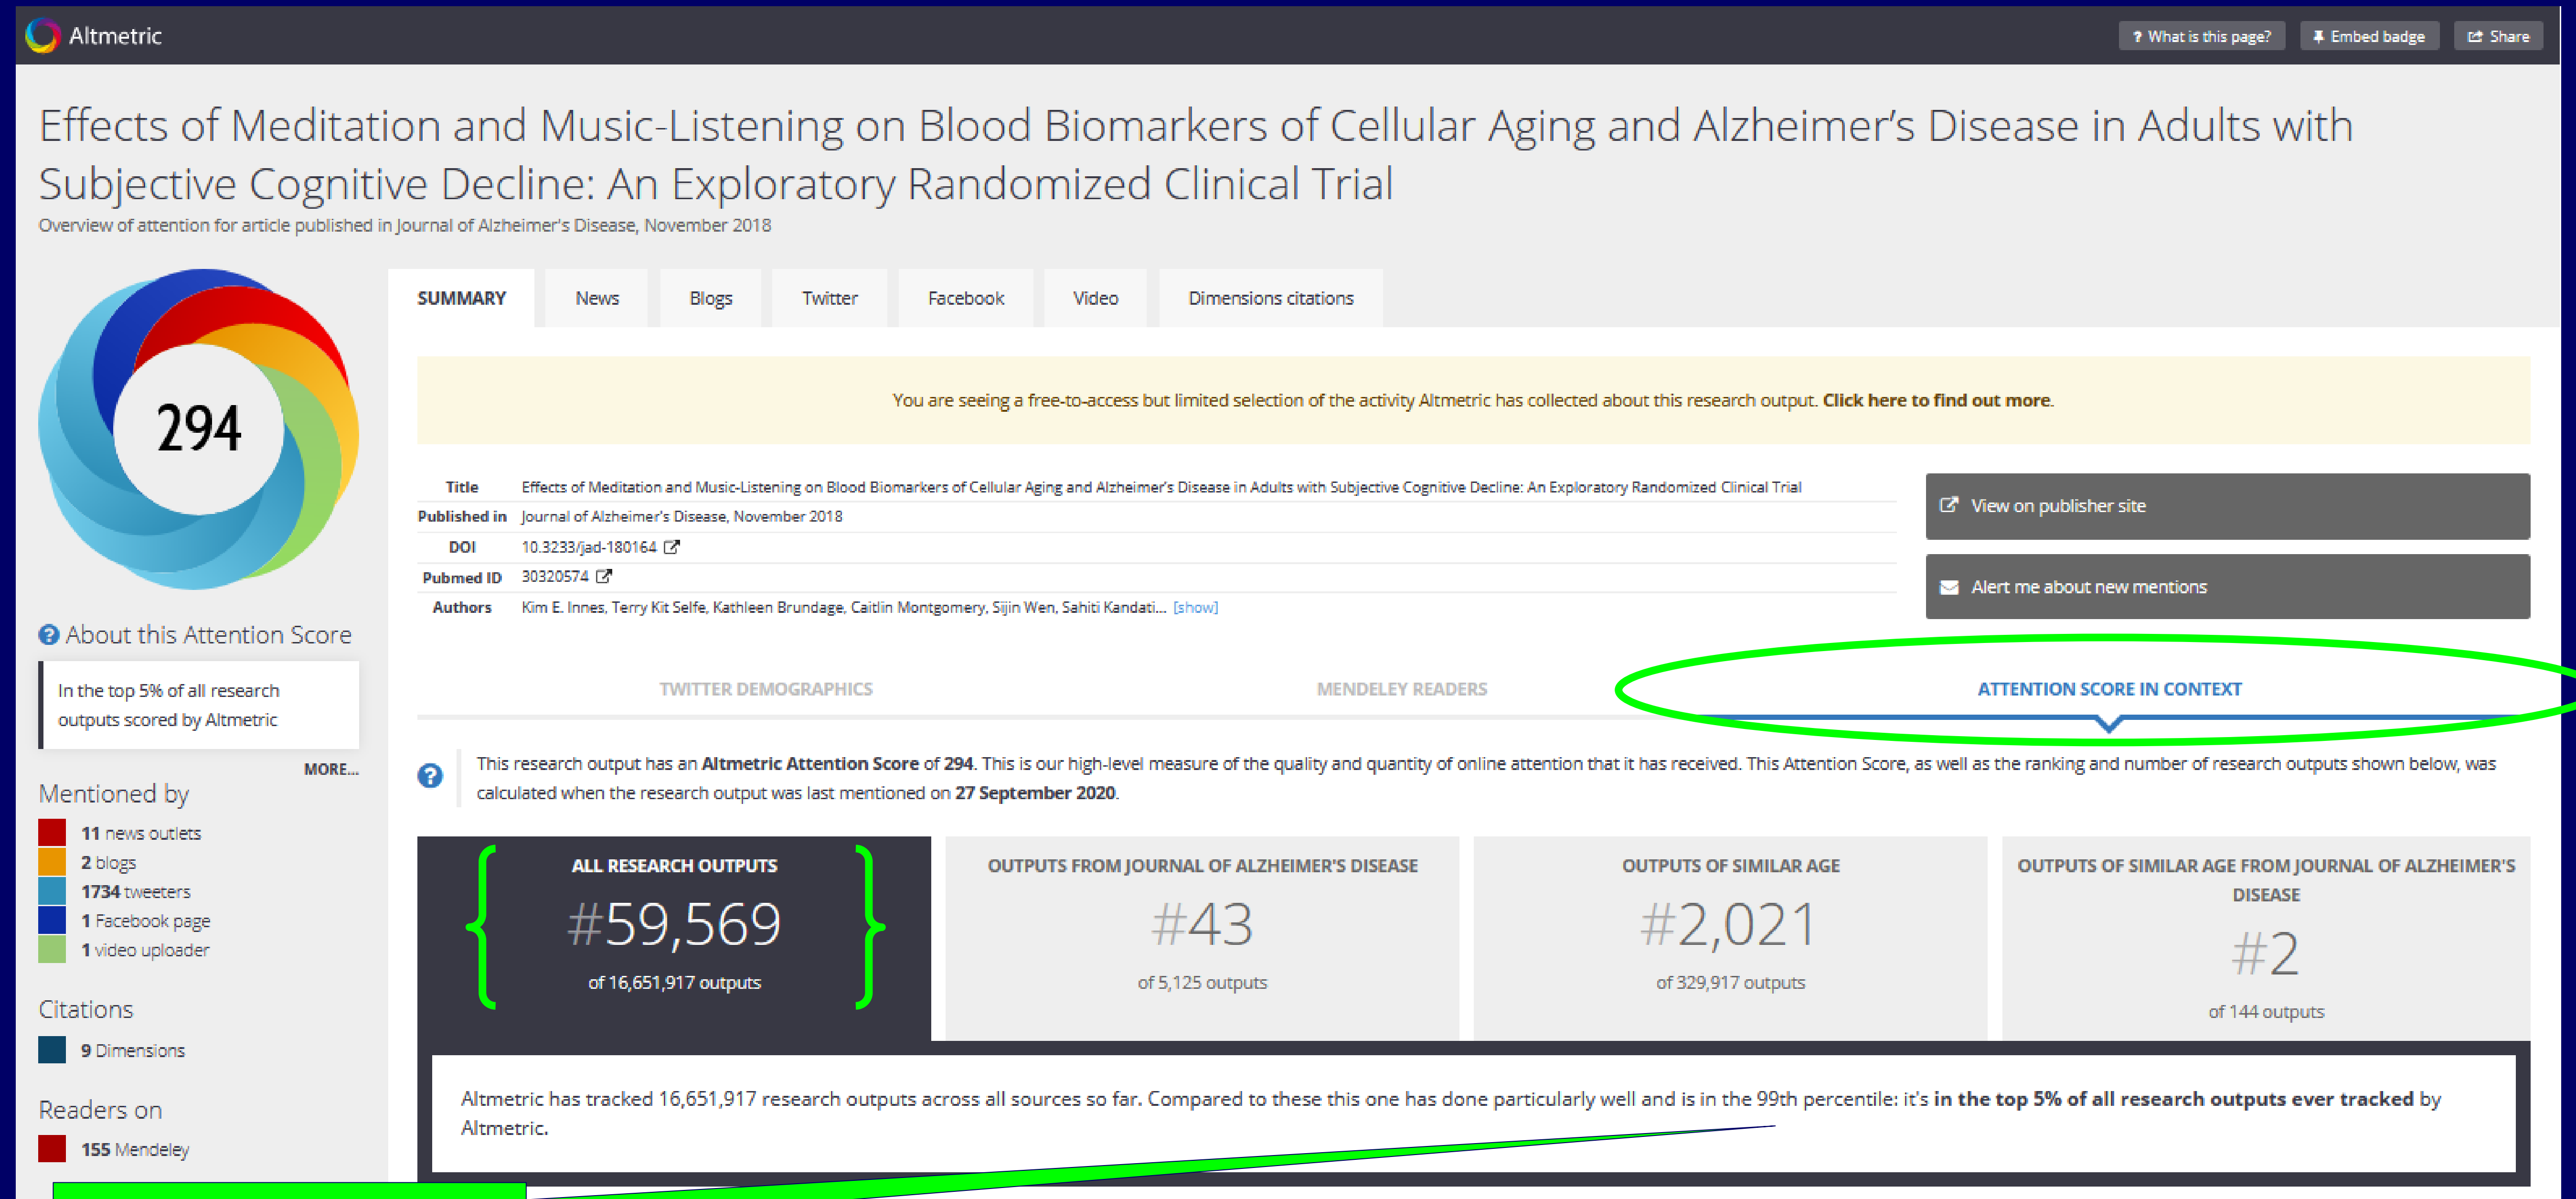 Altmetric
? What is this page?
Embed badge
Share
Effects of Meditation and Music-Listening on Blood Biomarkers of Cellular Aging and Alzheimer's Disease in Adults with
Subjective Cognitive Decline: An Exploratory Randomized Clinical Trial
Overview of attention for article published in Journal of Alzheimer's Disease, November 2018
294
About this Attention Score
In the top 5% of all research
outputs scored by Altmetric
MORE...
Mentioned by
11 news outlets
2 blogs
1734 tweeters
1 Facebook page
1 video uploader
Citations
9 Dimensions
Readers on
155 Mendeley
SUMMARY
News
Blogs
Twitter
Facebook
Video
Dimensions citations
You are seeing a free-to-access but limited selection of the activity Altmetric has collected about this research output. Click here to find out more.
Title Effects of Meditation and Music-Listening on Blood Biomarkers of Cellular Aging and Alzheimer's Disease in Adults with Subjective Cognitive Decline: An Exploratory Randomized Clinical Trial
Published in Journal of Alzheimer's Disease, November 2018
DOI 10.3233/jad-180164
Pubmed ID 30320574
Authors Kim E. Innes, Terry Kit Selfe, Kathleen Brundage, Caitlin Montgomery, Sijin Wen, Sahiti Kandati... [show]
View on publisher site
Alert me about new mentions
TWITTER DEMOGRAPHICS
MENDELEY READERS
ATTENTION SCORE IN CONTEXT
? This research output has an Altmetric Attention Score of 294. This is our high-level measure of the quality and quantity of online attention that it has received. This Attention Score, as well as the ranking and number of research outputs shown below, was
calculated when the research output was last mentioned on 27 September 2020.
ALL RESEARCH OUTPUTS
#59,569
of 16,651,917 outputs
OUTPUTS FROM JOURNAL OF ALZHEIMER'S DISEASE
#43
of 5,125 outputs
OUTPUTS OF SIMILAR AGE
#2,021
of 329,917 outputs
OUTPUTS OF SIMILAR AGE FROM JOURNAL OF ALZHEIMER'S
DISEASE
#2
of 144 outputs
Altmetric has tracked 16,651,917 research outputs across all sources so far. Compared to these this one has done particularly well and is in the 99th percentile: it's in the top 5% of all research outputs ever tracked by
Altmetric.